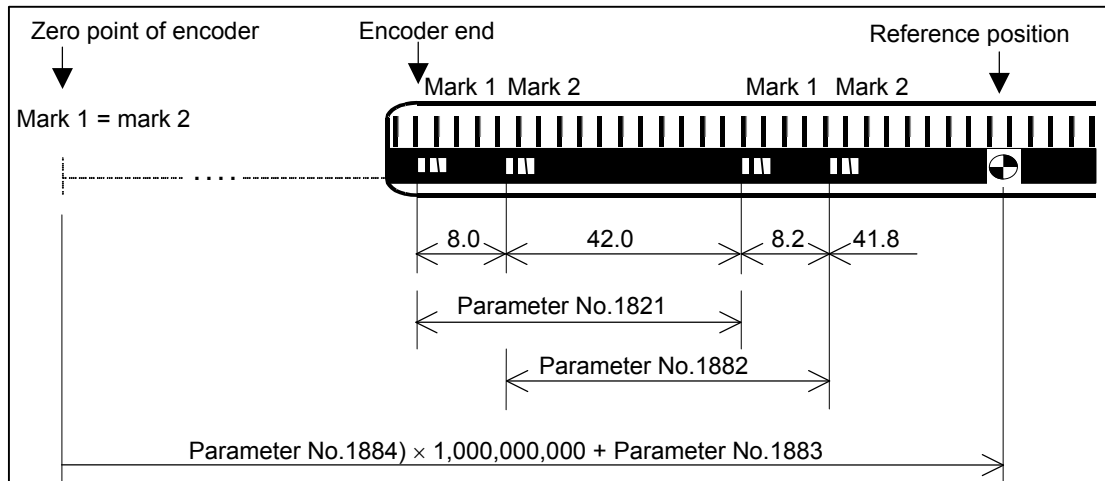 Zero point of encoder
Encoder end
Reference position
Mark 1 Mark 2
Mark 1 Mark 2
Mark 1 = mark 2
. . . .
8.0
42.0
8.2
41.8
Parameter No.1821
Parameter No.1882
Parameter No.1884) × 1,000,000,000 + Parameter No.1883